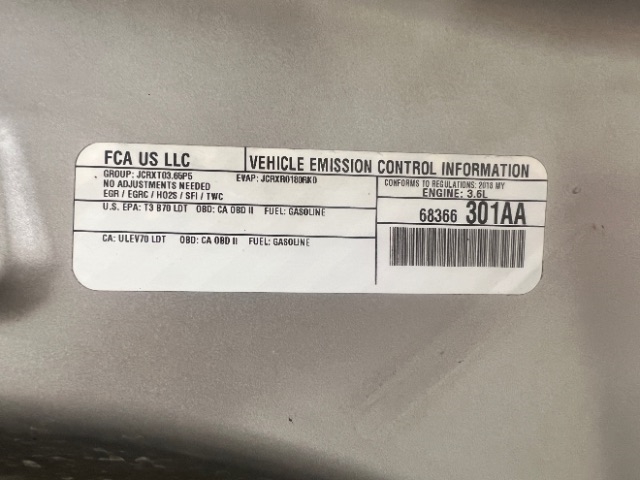 FCA US LLC
VEHICLE EMISSION CONTROL INFORMATION
GROUP: JCRXT03.65P5 EVAP: JCRXR0180RK0
NO ADJUSTMENTS NEEDED
EGR / EGRC / HO2S / SFI / TWC
CONFORMS TO REGULATIONS: 2018 MY
ENGINE: 3.6L
U.S. EPA: T3 B70 LDT OBD: CA OBD II FUEL: GASOLINE
68366 301AA
CA: ULEV70 LDT OBD: CA OBD II FUEL: GASOLINE